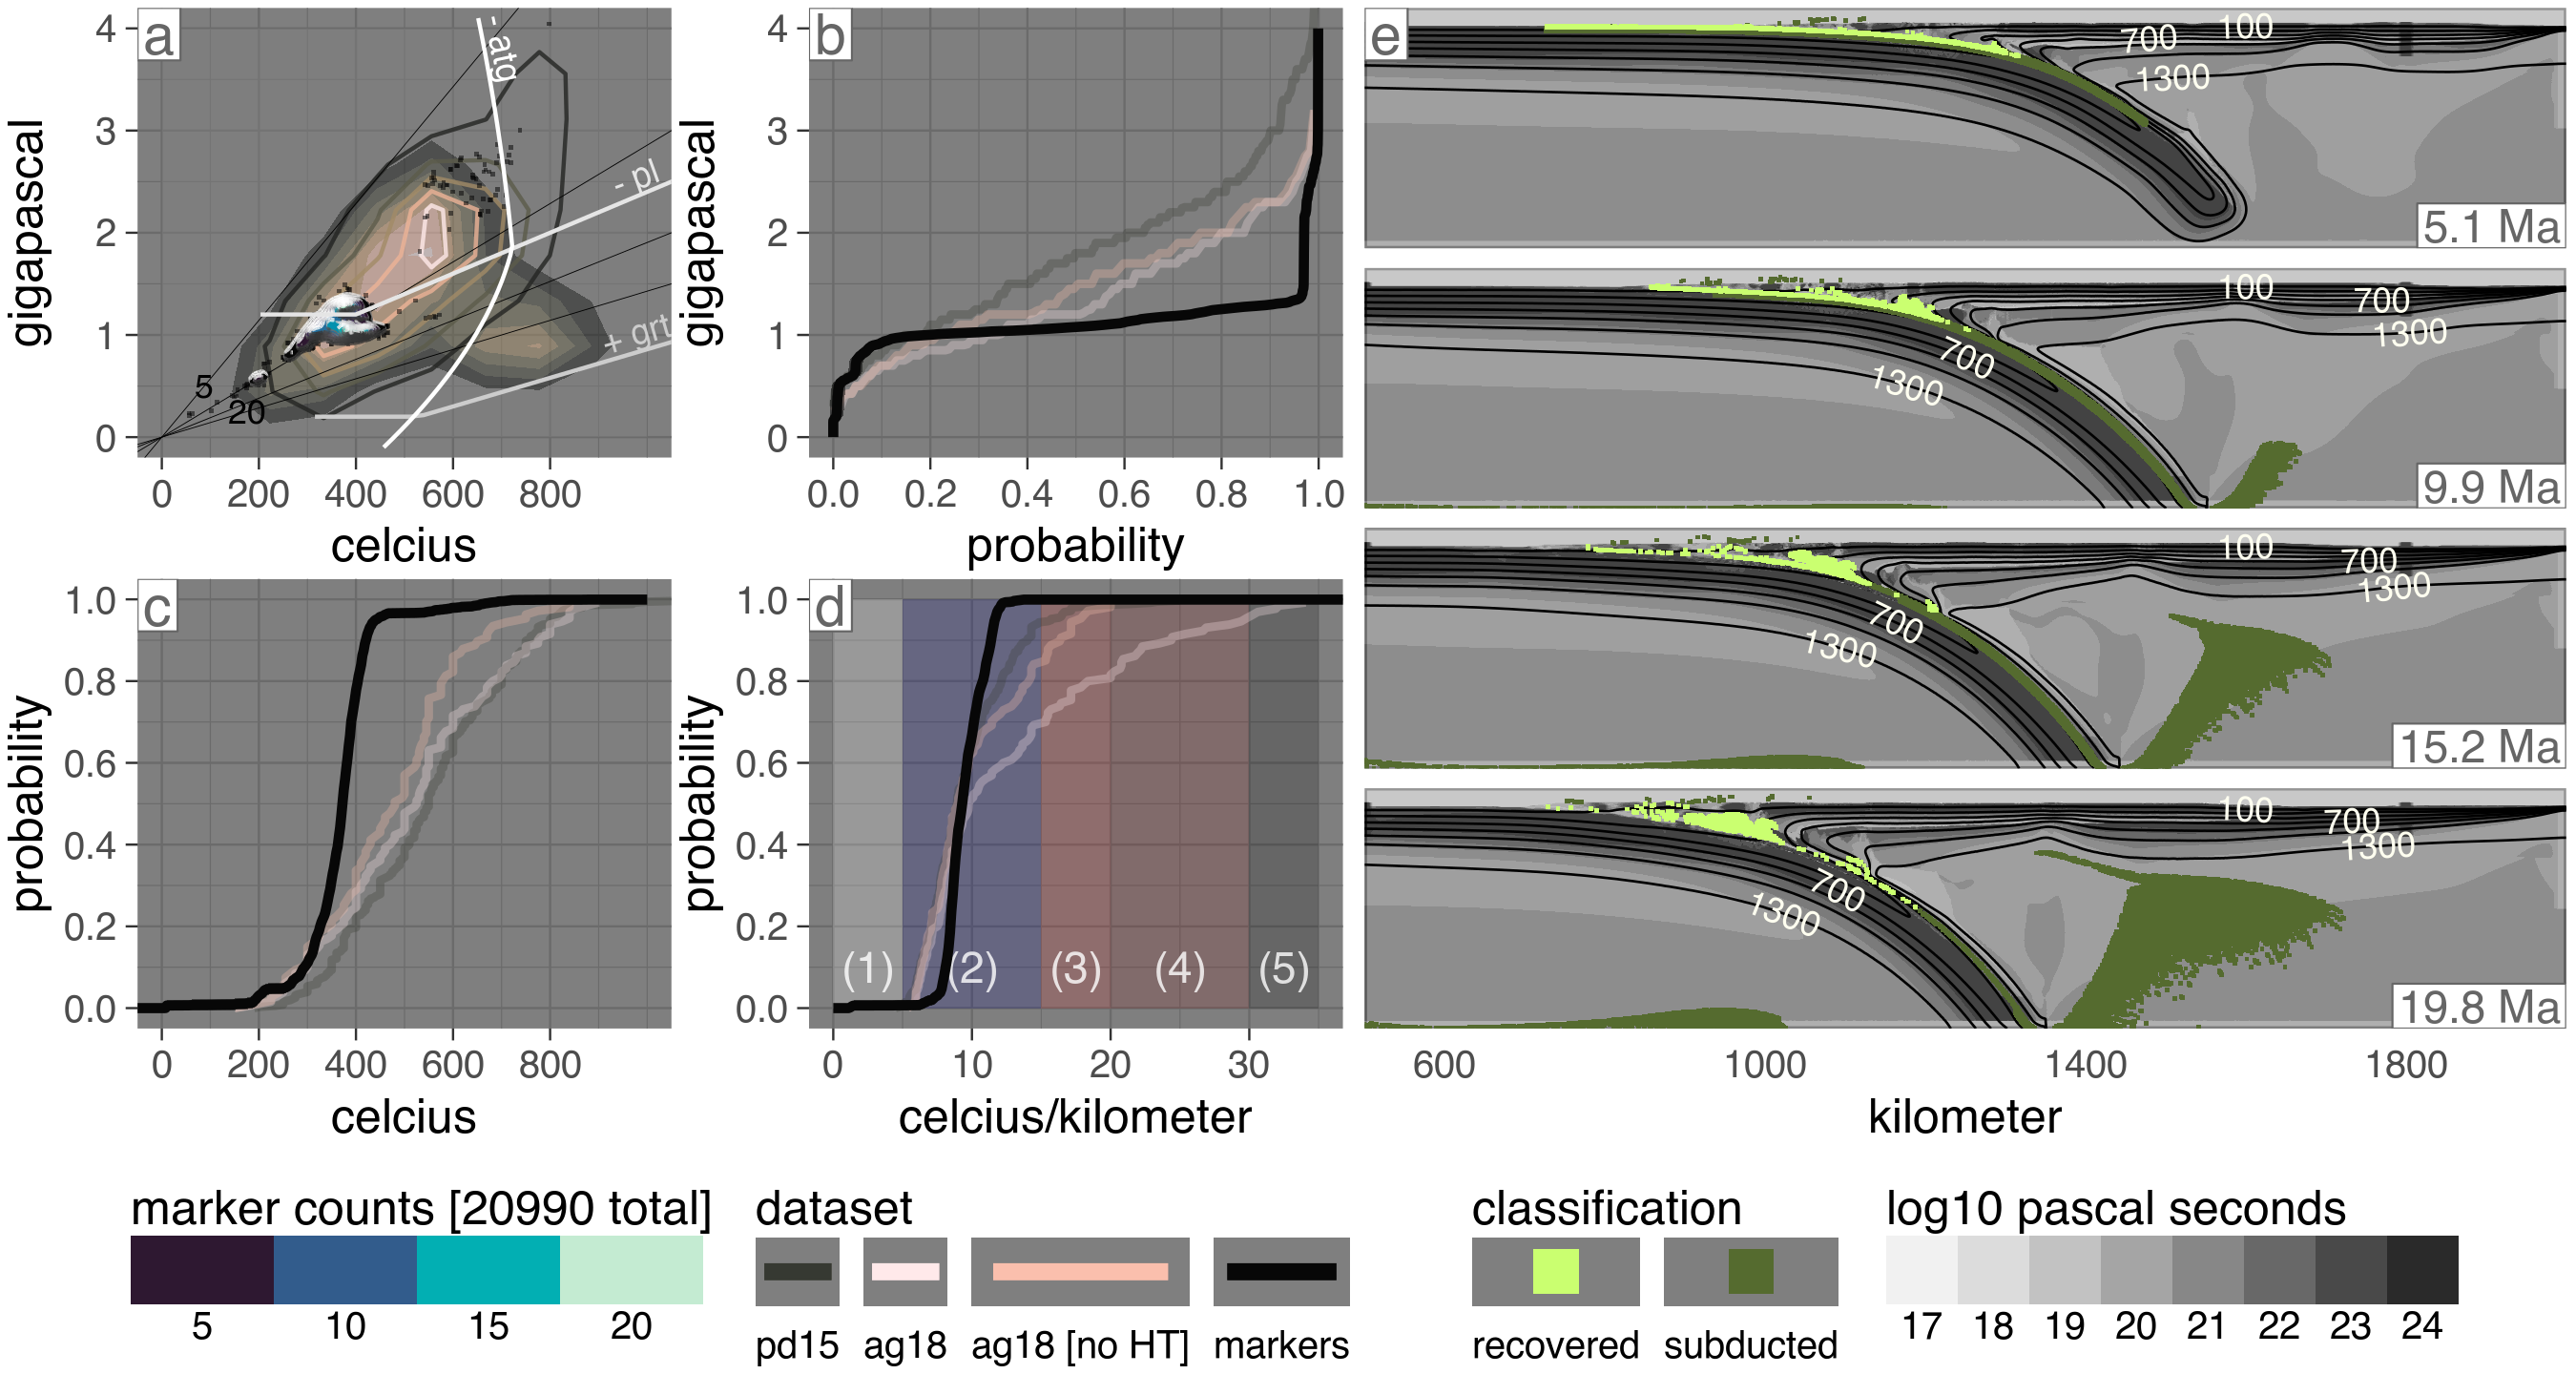 a
4
3
2
1
0
gigapascal
- atg
- pl
+ grt
5
20
0
200
400
600
800
celcius
b
4
3
2
1
0
gigapascal
0.0
0.2
0.4
0.6
0.8
1.0
probability
c
1.0
0.8
0.6
0.4
0.2
0.0
probability
0
200
400
600
800
celcius
d
1.0
0.8
0.6
0.4
0.2
0.0
probability
(1)
(2)
(3)
(4)
(5)
0
10
20
30
celcius/kilometer
e
100
700
1300
5.1 Ma
100
700
1300
700
1300
9.9 Ma
100
700
1300
700
1300
15.2 Ma
100
700
1300
700
1300
19.8 Ma
600
1000
1400
1800
kilometer
marker counts [20990 total]
5
10
15
20
dataset
pd15
ag18
ag18 [no HT]
markers
classification
recovered
subducted
log10 pascal seconds
17
18
19
20
21
22
23
24